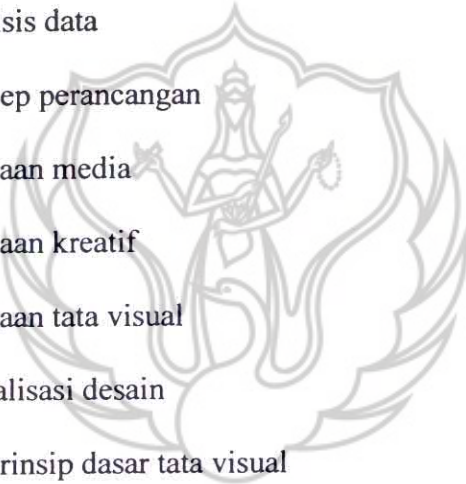 sis data
ep perancangan
aan media
aan kreatif
aan tata visual
alisasi desain
rinsip dasar tata visual